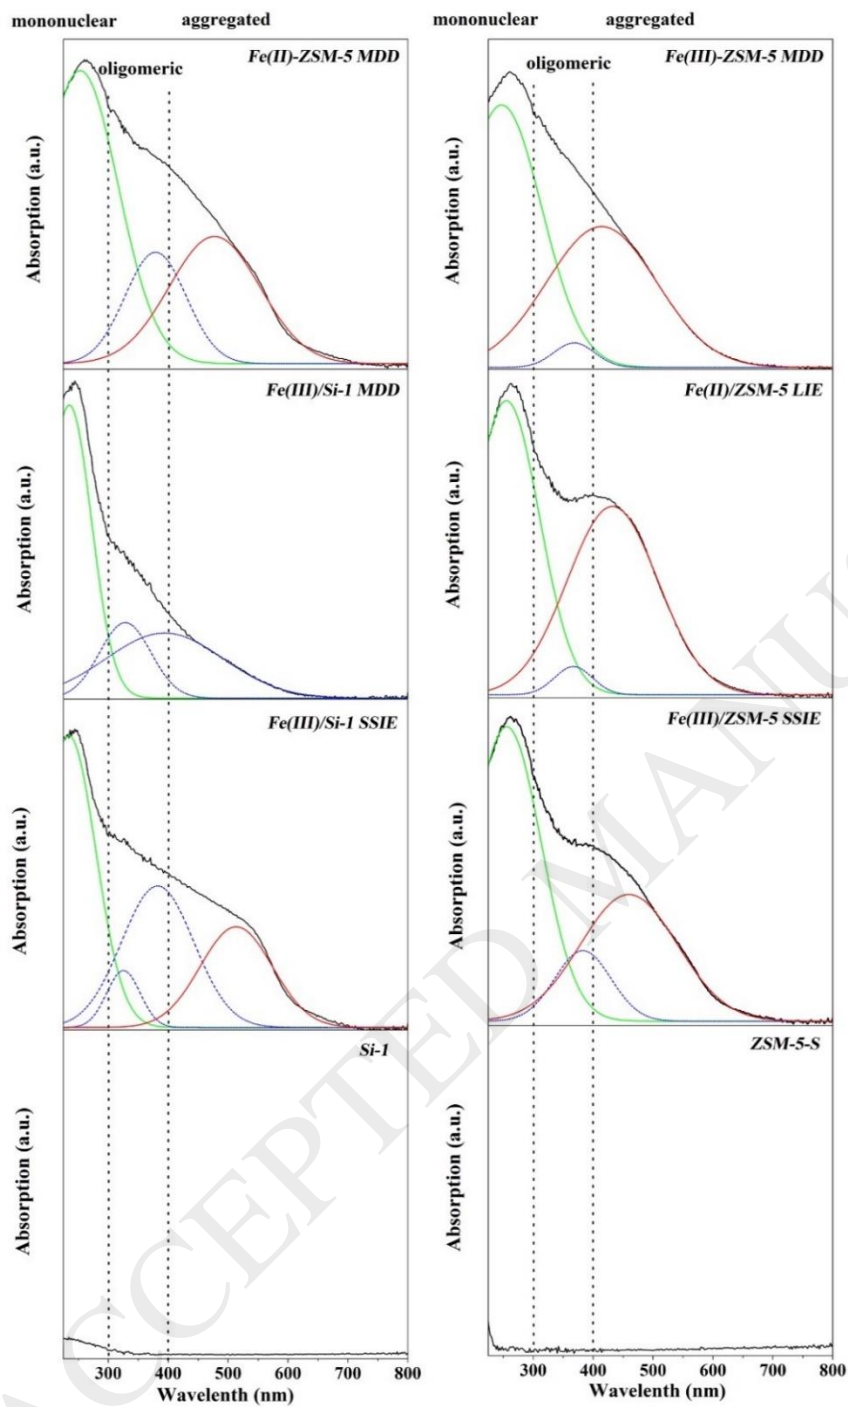 mononuclear aggregated
Fe(II)-ZSM-5 MDD
oligomeric
Absorption (a.u.)
Fe(III)/Si-1 MDD
Absorption (a.u.)
Fe(III)/Si-1 SSIE
Absorption (a.u.)
Si-1
Absorption (a.u.)
300 400 500 600 700 800
Wavelenth (nm)
mononuclear aggregated
Fe(III)-ZSM-5 MDD
oligomeric
Absorption (a.u.)
Fe(II)/ZSM-5 LIE
Absorption (a.u.)
Fe(III)/ZSM-5 SSIE
Absorption (a.u.)
ZSM-5-S
Absorption (a.u.)
300 400 500 600 700 800
Wavelenth (nm)
ACCEPTED MANUS